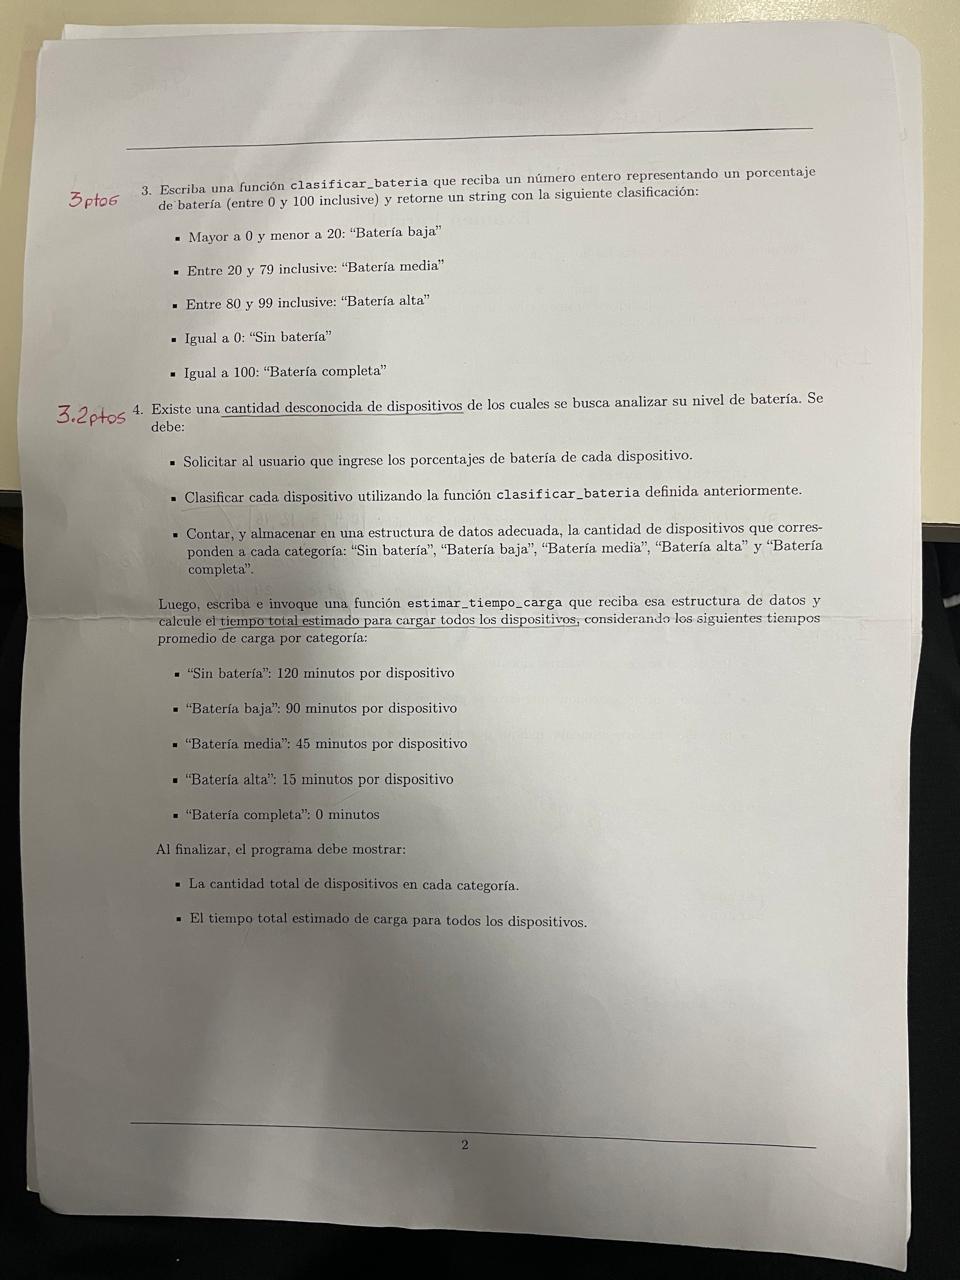 3ptos
3. Escriba una función clasificar_bateria que reciba un número entero representando un porcentaje
de batería (entre 0 y 100 inclusive) y retorne un string con la siguiente clasificación:
▪ Mayor a 0 y menor a 20: “Batería baja”
▪ Entre 20 y 79 inclusive: “Batería media”
▪ Entre 80 y 99 inclusive: “Batería alta”
▪ Igual a 0: “Sin batería”
▪ Igual a 100: “Batería completa”
3.2ptos
4. Existe una cantidad desconocida de dispositivos de los cuales se busca analizar su nivel de batería. Se
debe:
▪ Solicitar al usuario que ingrese los porcentajes de batería de cada dispositivo.
▪ Clasificar cada dispositivo utilizando la función clasificar_bateria definida anteriormente.
▪ Contar, y almacenar en una estructura de datos adecuada, la cantidad de dispositivos que corres-
ponden a cada categoría: “Sin batería”, “Batería baja”, “Batería media”, “Batería alta” y “Batería
completa”.
Luego, escriba e invoque una función estimar_tiempo_carga que reciba esa estructura de datos y
calcule el tiempo total estimado para cargar todos los dispositivos, considerando los siguientes tiempos
promedio de carga por categoría:
▪ “Sin batería”: 120 minutos por dispositivo
▪ “Batería baja”: 90 minutos por dispositivo
▪ “Batería media”: 45 minutos por dispositivo
▪ “Batería alta”: 15 minutos por dispositivo
▪ “Batería completa”: 0 minutos
Al finalizar, el programa debe mostrar:
▪ La cantidad total de dispositivos en cada categoría.
▪ El tiempo total estimado de carga para todos los dispositivos.
2